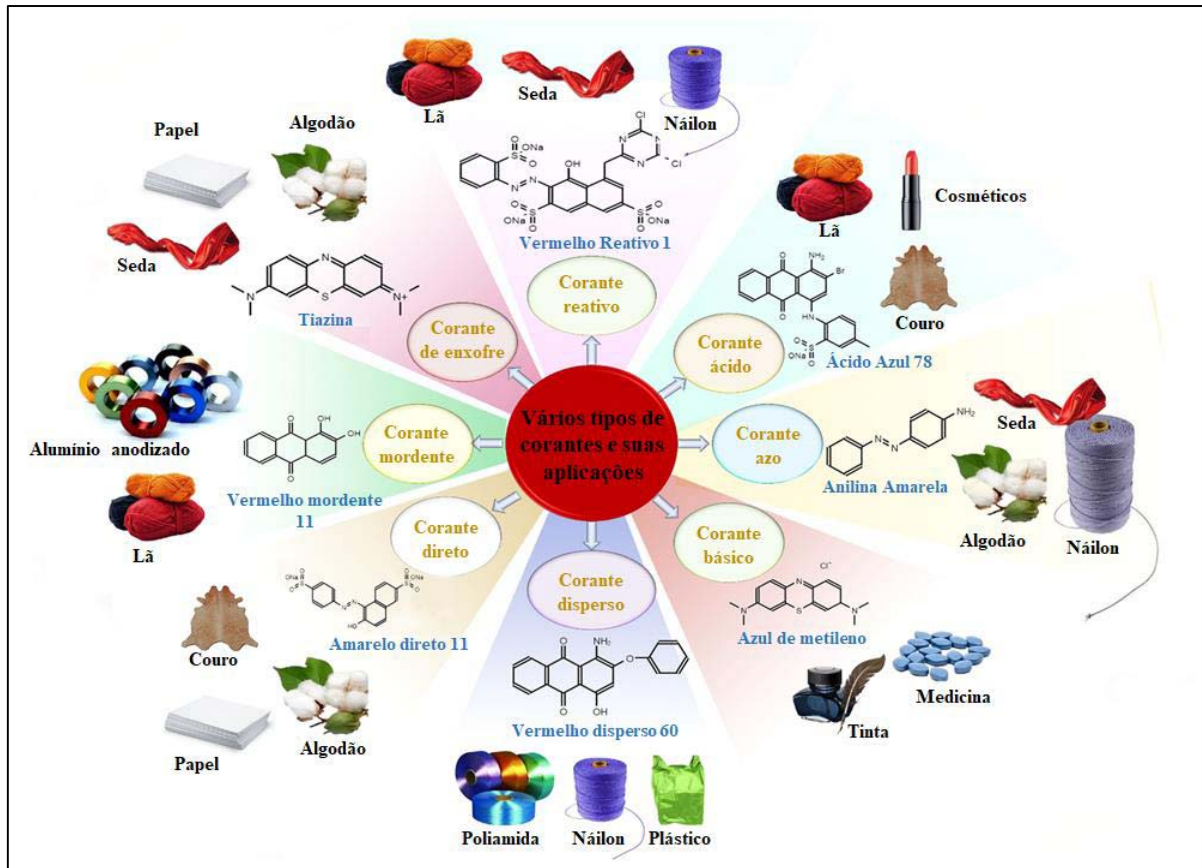 Vários tipos de
corantes e suas
aplicações
Corante
reativo
Vermelho Reativo 1
Lã
Seda
Náilon
Corante
ácido
Ácido Azul 78
Lã
Cosméticos
Couro
Corante
azo
Anilina Amarela
Seda
Algodão
Náilon
Corante
básico
Azul de metileno
Tinta
Medicina
Corante
disperso
Vermelho disperso 60
Poliamida
Náilon
Plástico
Corante
direto
Amarelo direto 11
Couro
Papel
Algodão
Corante
mordente
Vermelho mordente
11
Alumínio anodizado
Lã
Corante
de enxofre
Tiazina
Papel
Algodão
Seda